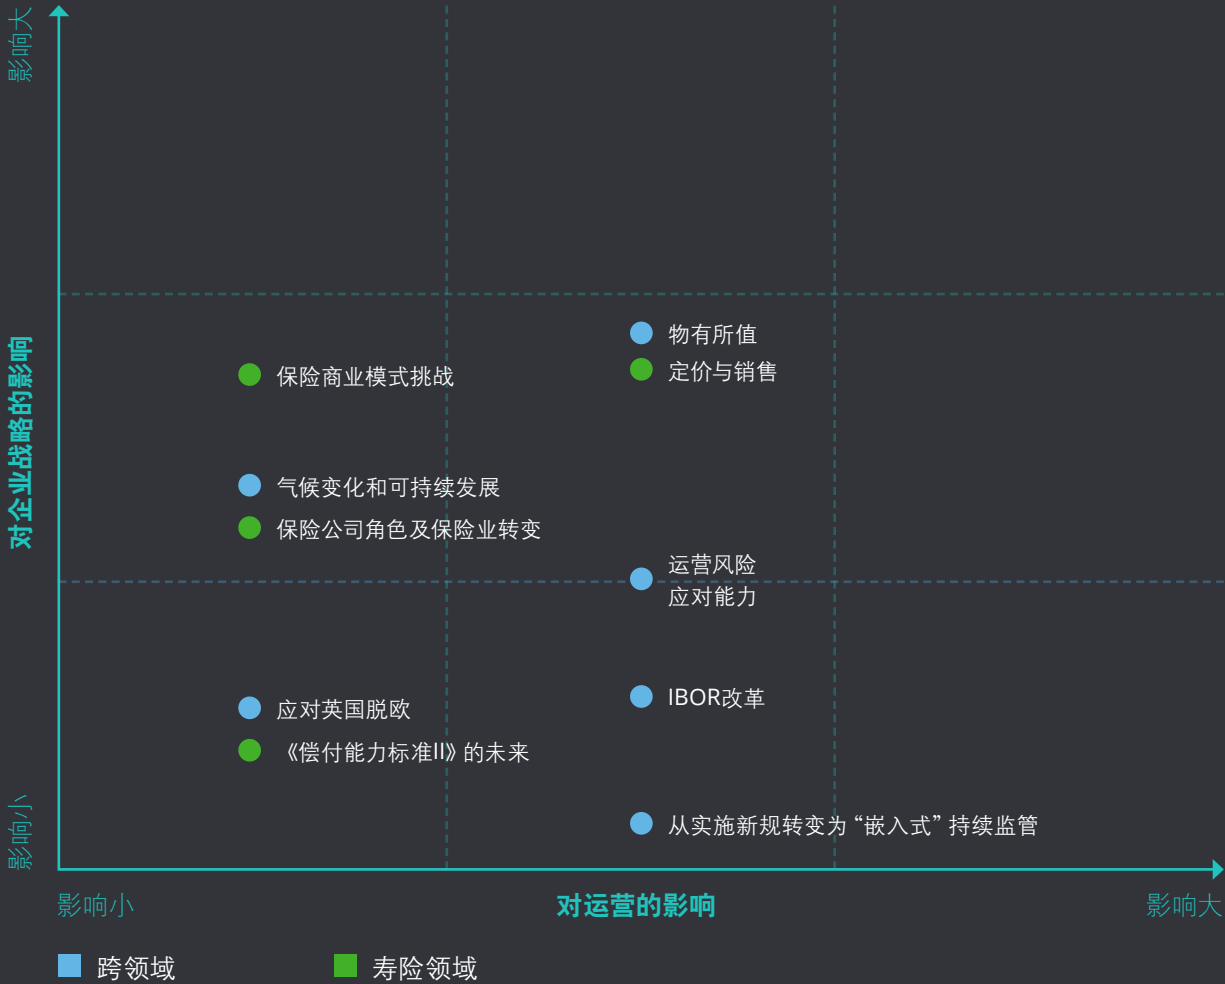 影响大
对企业战略的影响
影响小
物有所值
定价与销售
保险商业模式挑战
气候变化和可持续发展
保险公司角色及保险业转变
运营风险
应对能力
IBOR改革
应对英国脱欧
《偿付能力标准II》的未来
从实施新规转变为“嵌入式”持续监管
影响小
对运营的影响
影响大
跨领域
寿险领域